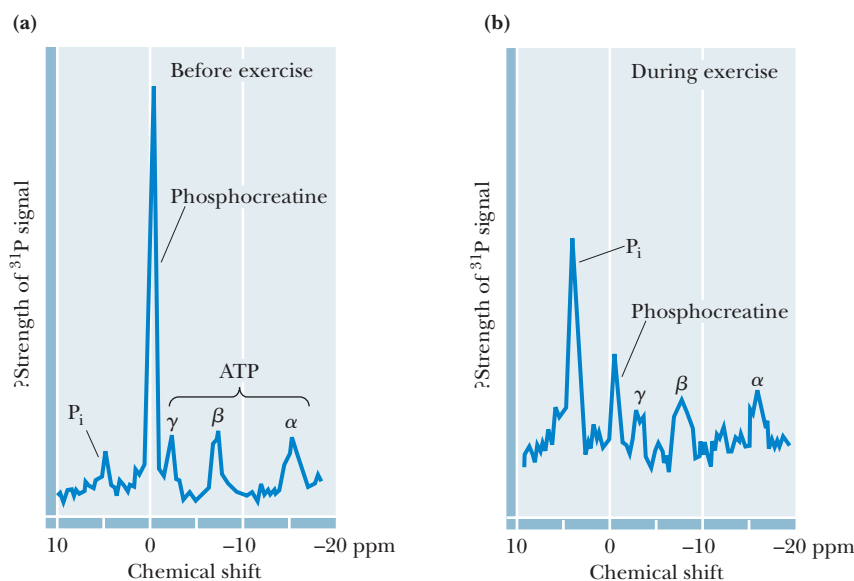 (a)
Before exercise
Phosphocreatine
ATP
Pi
γ
β
α
?Strength of ³¹P signal
10 0 −10 −20 ppm
Chemical shift
(b)
During exercise
Pi
Phosphocreatine
γ
β
α
?Strength of ³¹P signal
10 0 −10 −20 ppm
Chemical shift